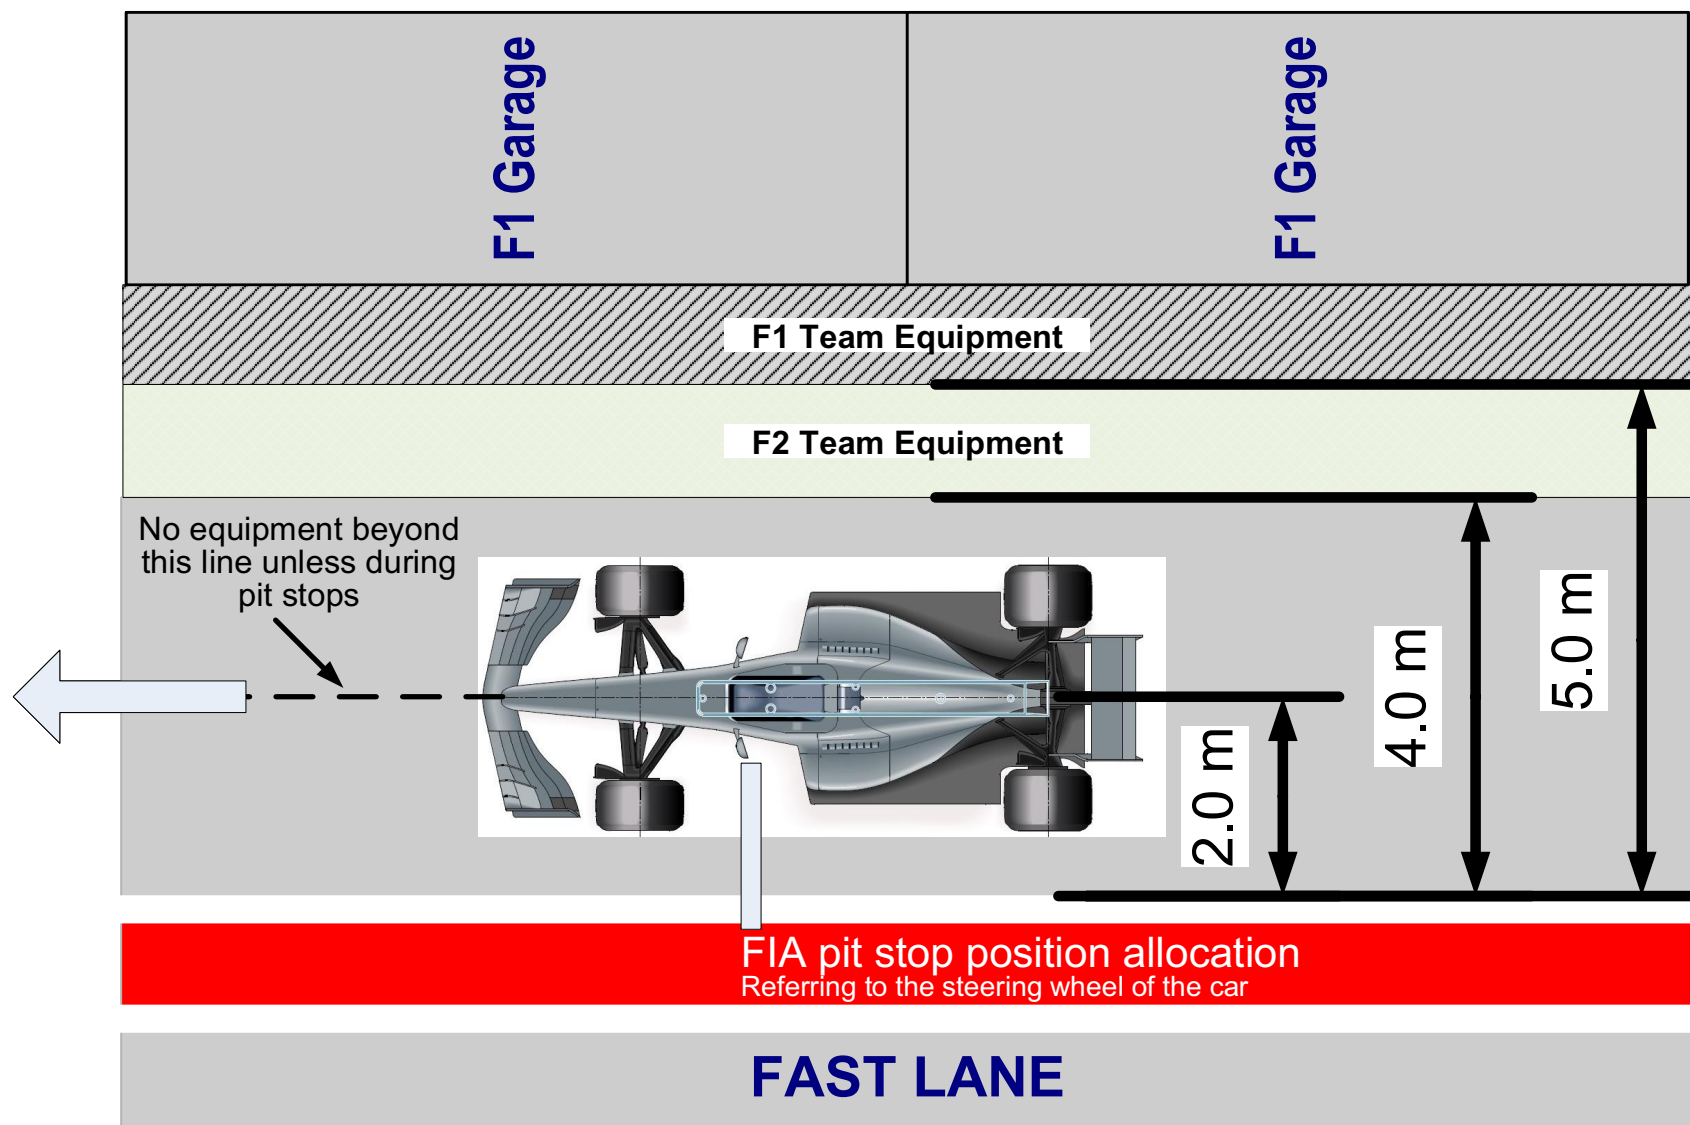 F1 Garage
F1 Garage
F1 Team Equipment
F2 Team Equipment
No equipment beyond
this line unless during
pit stops
2.0 m
4.0 m
5.0 m
FIA pit stop position allocation
Referring to the steering wheel of the car
FAST LANE